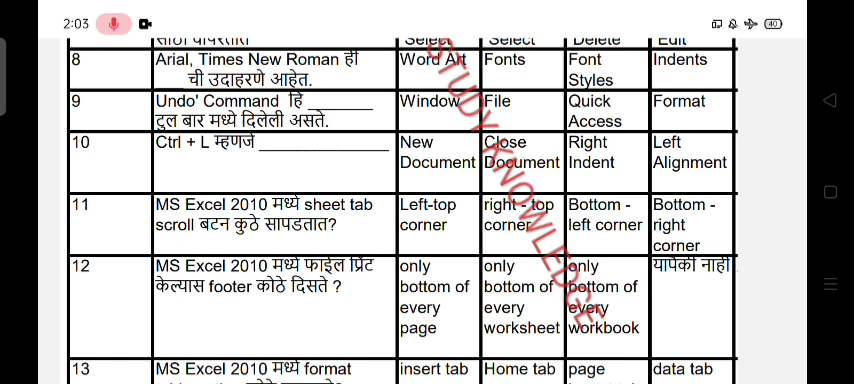 2:03
40
साठी वापरतात Select Select Delete Edit
8 Arial, Times New Roman ही Word Art Fonts Font Indents
____ ची उदाहरणे आहेत. Styles
9 Undo' Command हि _______ Window File Quick Format
टुल बार मध्ये दिलेली असते. Access
10 Ctrl + L म्हणजे ______________ New Close Right Left
Document Document Indent Alignment
11 MS Excel 2010 मध्ये sheet tab Left-top right - top Bottom - Bottom -
scroll बटन कुठे सापडतात? corner corner left corner right
corner
12 MS Excel 2010 मध्ये फाईल प्रिंट only only only यापैकी नाही
केल्यास footer कोठे दिसते ? bottom of bottom of bottom of
every every every
page worksheet workbook
13 MS Excel 2010 मध्ये format insert tab Home tab page data tab
STUDY KNOWLEDGE